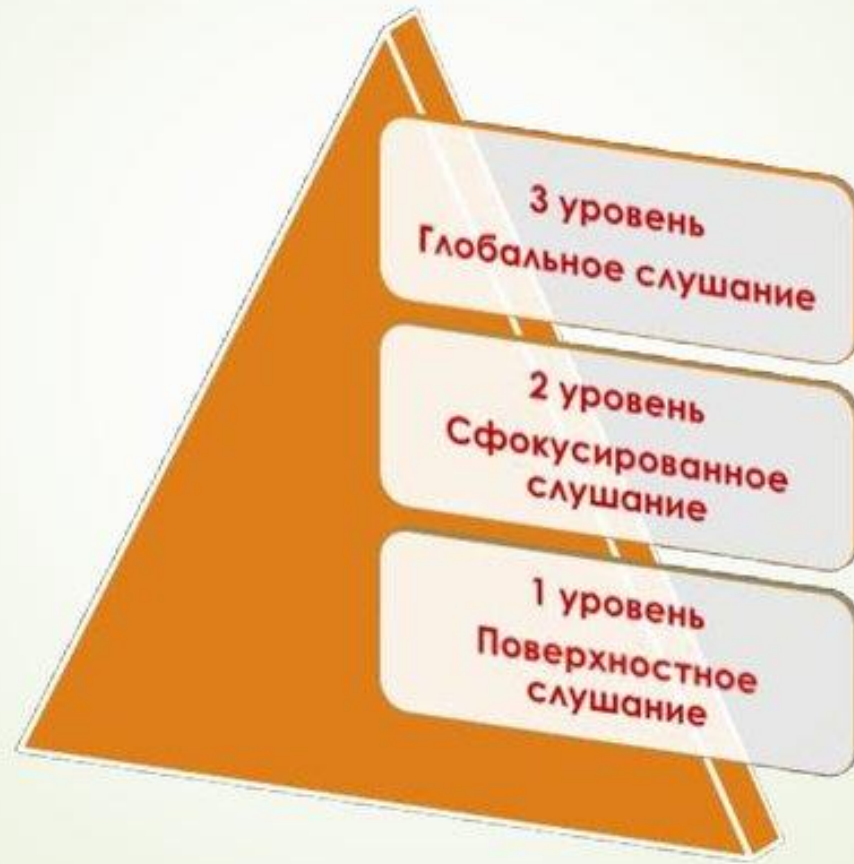 3 уровень
Глобальное слушание
2 уровень
Сфокусированное
слушание
1 уровень
Поверхностное
слушание